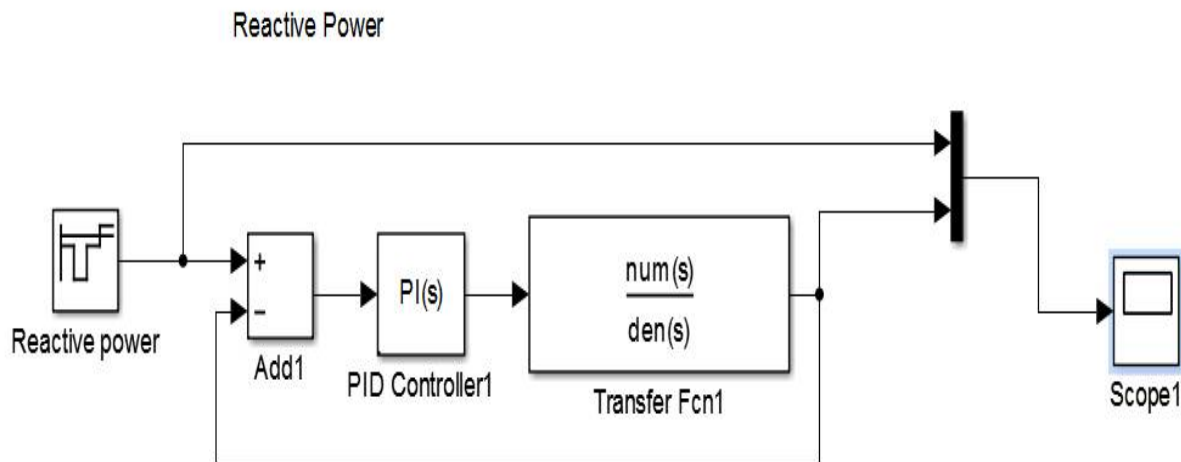 Reactive Power
Reactive power
+
−
Add1
PI(s)
PID Controller1
num(s)
den(s)
Transfer Fcn1
Scope1